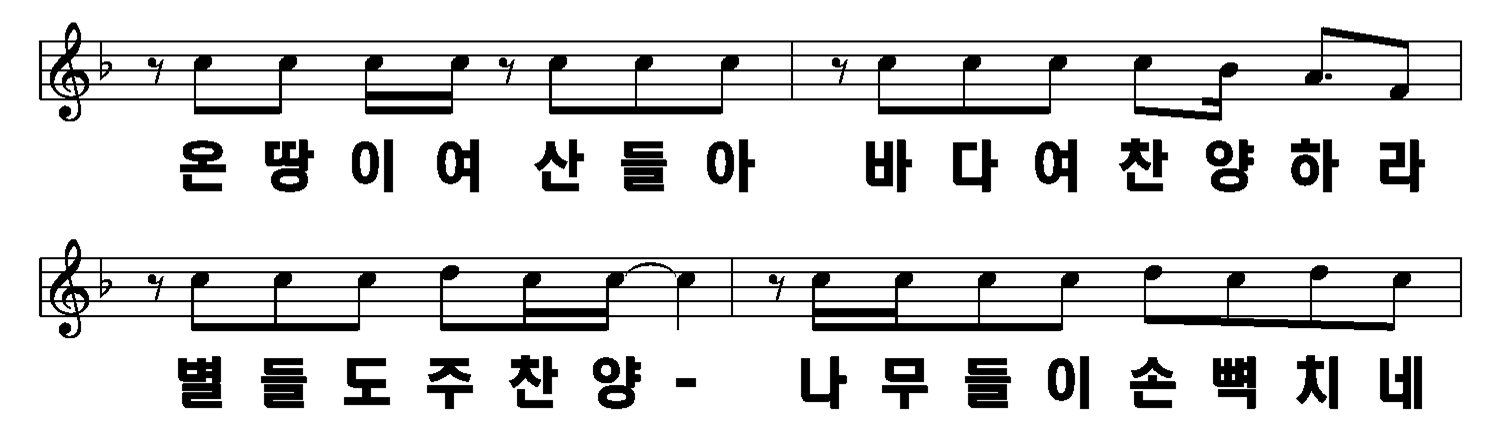 온 땅 이 여 산 들 아 바 다 여 찬 양 하 라
별 들 도 주 찬 양 - 나 무 들 이 손 뼉 치 네